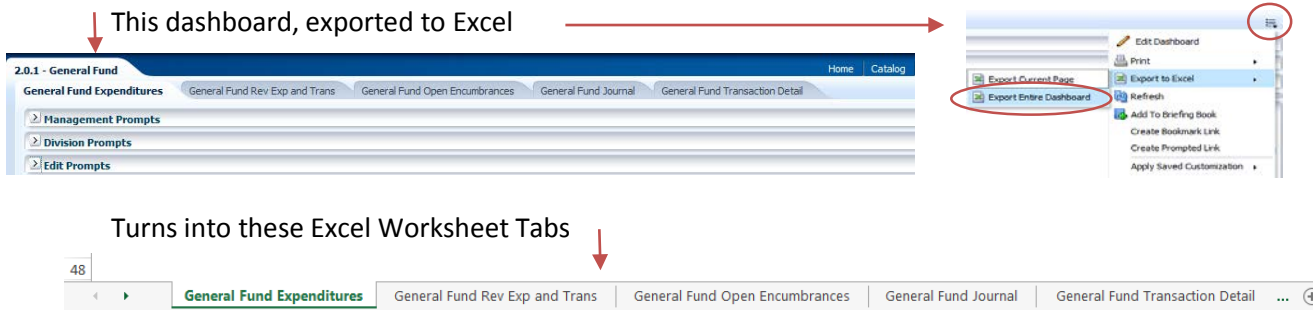 This dashboard, exported to Excel
2.0.1 - General Fund
Home Catalog
General Fund Expenditures General Fund Rev Exp and Trans General Fund Open Encumbrances General Fund Journal General Fund Transaction Detail
Management Prompts
Division Prompts
Edit Prompts
Edit Dashboard
Print
Export to Excel
Export Current Page
Export Entire Dashboard
Refresh
Add To Briefing Book
Create Bookmark Link
Create Prompted Link
Apply Saved Customization
Turns into these Excel Worksheet Tabs
48
General Fund Expenditures General Fund Rev Exp and Trans General Fund Open Encumbrances General Fund Journal General Fund Transaction Detail ...